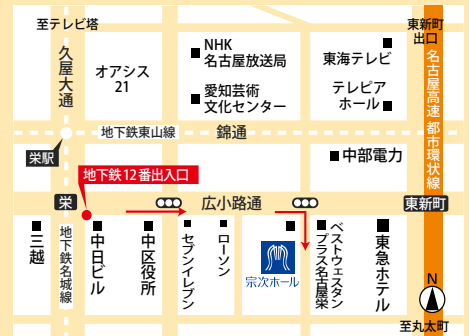 至テレビ塔
東新町
出口
久屋大通
オアシス
21
NHK
名古屋放送局
愛知芸術
文化センター
東海テレビ
テレピア
ホール
名古屋高速 都市環状線
地下鉄東山線
錦通
栄駅
中部電力
地下鉄12番出入口
栄
広小路通
東新町
三越
地下鉄名城線
中日ビル
中区役所
セブンイレブン
ローソン
宗次ホール
ベストウェスタン
プラス名古屋栄
東急ホテル
N
至丸太町